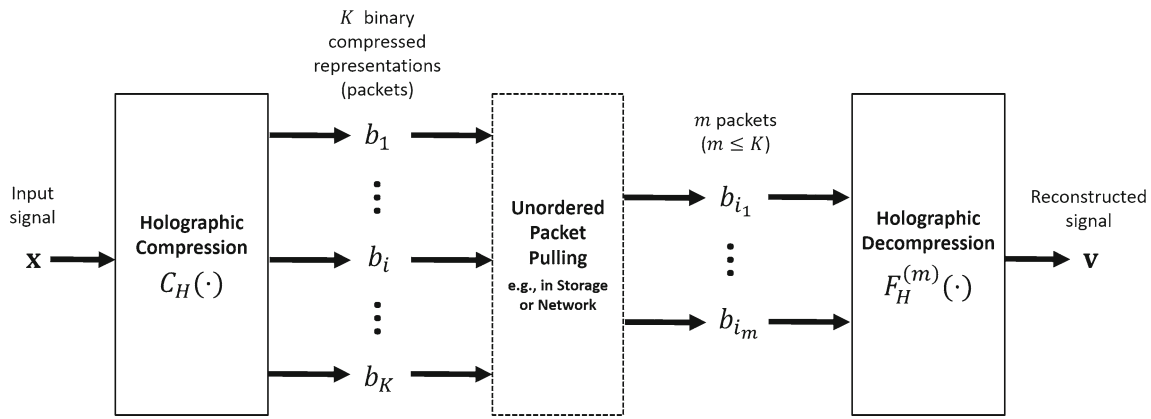 Input
signal
𝐱
Holographic
Compression
C_H(·)
K binary
compressed
representations
(packets)
b_1
⋮
b_i
⋮
b_K
Unordered
Packet
Pulling
e.g., in Storage
or Network
m packets
(m ≤ K)
b_{i_1}
⋮
b_{i_m}
Holographic
Decompression
F_H^{(m)}(·)
Reconstructed
signal
𝐯